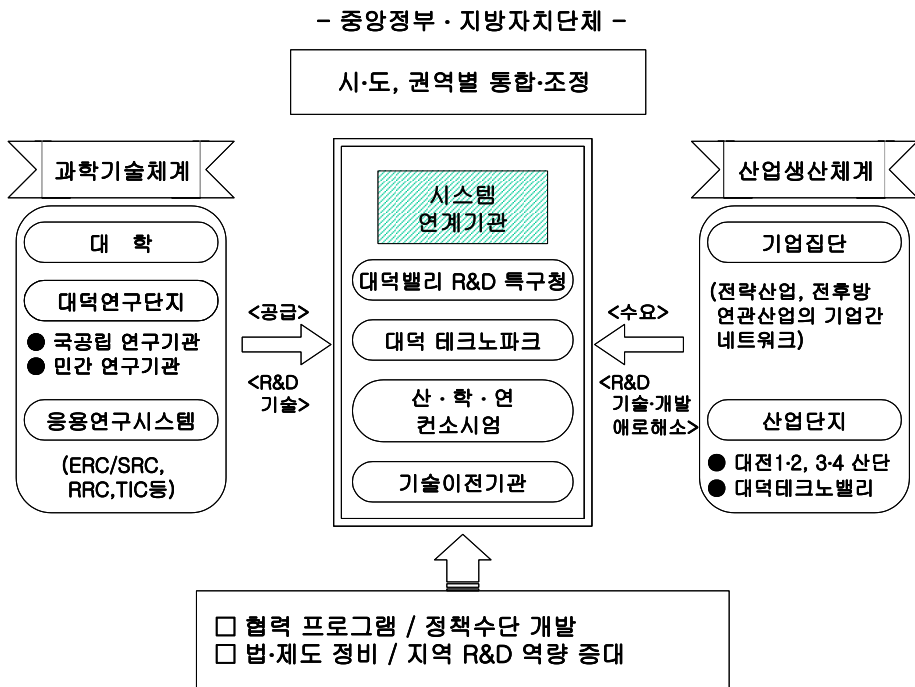 - 중앙정부 · 지방자치단체 -
시·도, 권역별 통합·조정
과학기술체계
대 학
대덕연구단지
● 국공립 연구기관
● 민간 연구기관
응용연구시스템
(ERC/SRC,
RRC,TIC등)
<공급>
<R&D
기술>
시스템
연계기관
대덕밸리 R&D 특구청
대덕 테크노파크
산 · 학 · 연
컨소시엄
기술이전기관
<수요>
<R&D
기술·개발
애로해소>
산업생산체계
기업집단
(전략산업, 전후방
연관산업의 기업간
네트워크)
산업단지
● 대전1·2, 3·4 산단
● 대덕테크노밸리
□ 협력 프로그램 / 정책수단 개발
□ 법·제도 정비 / 지역 R&D 역량 증대